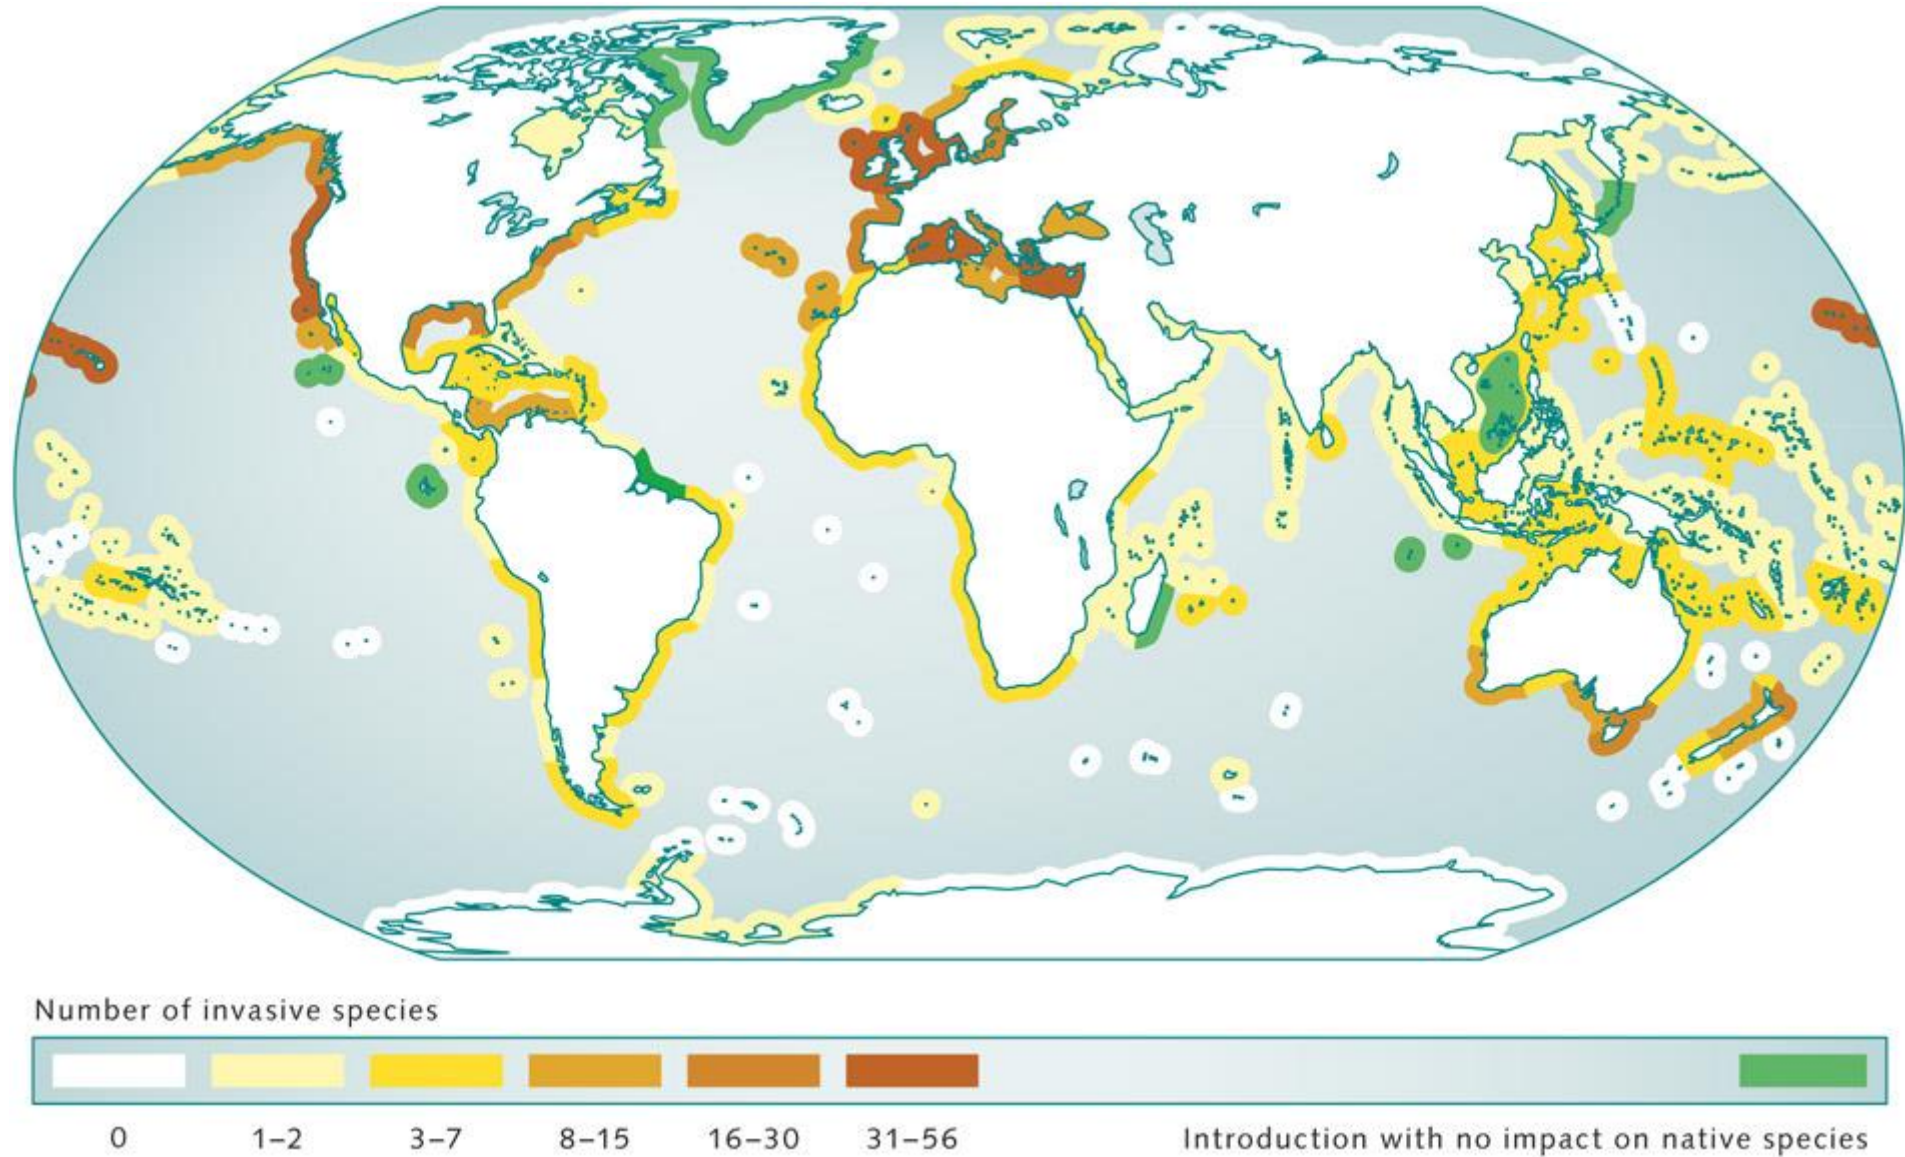 Number of invasive species
0 1–2 3–7 8–15 16–30 31–56 Introduction with no impact on native species